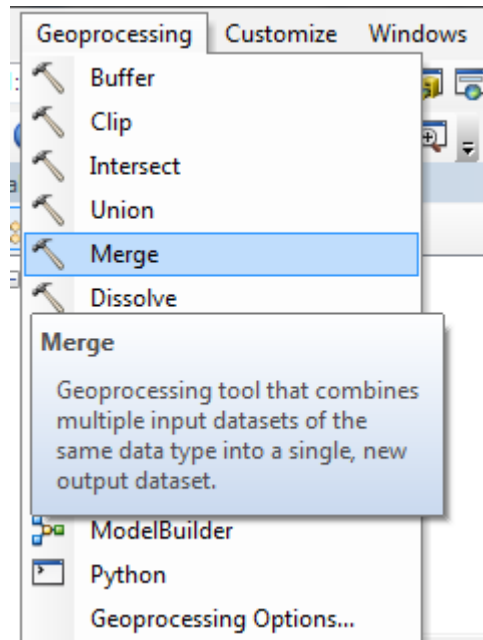 Geoprocessing Customize Windows
Buffer
Clip
Intersect
Union
Merge
Dissolve
Merge
Geoprocessing tool that combines
multiple input datasets of the
same data type into a single, new
output dataset.
ModelBuilder
Python
Geoprocessing Options...